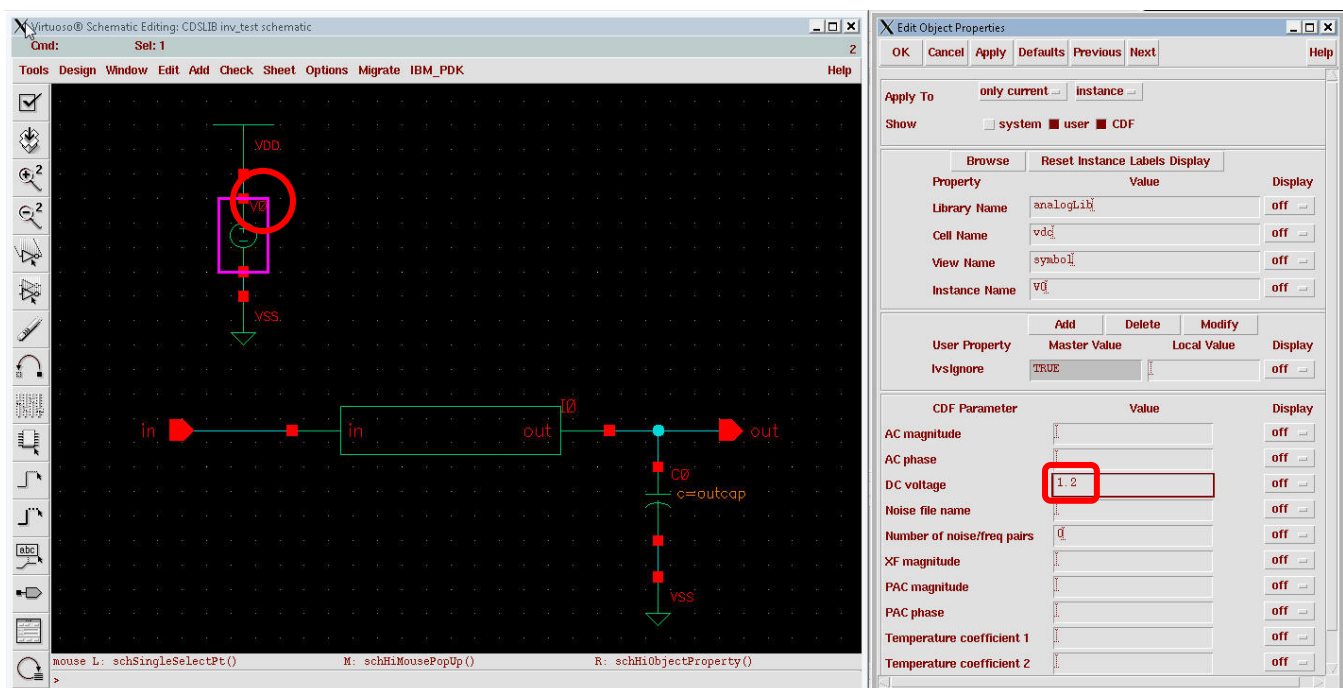 Virtuoso® Schematic Editing: CDSLIB inv_test schematic
Cmd: Sel: 1 2
Tools Design Window Edit Add Check Sheet Options Migrate IBM_PDK Help
2
2
abc
VDD
V0
+
−
VSS
I0
in in out out
C0
c=outcap
VSS
mouse L: schSingleSelectPt() M: schHiMousePopUp() R: schHiObjectProperty()
>
Edit Object Properties
OK Cancel Apply Defaults Previous Next Help
Apply To only current instance
Show system user CDF
Browse Reset Instance Labels Display
Property Value Display
Library Name analogLib off
Cell Name vdc off
View Name symbol off
Instance Name V0 off
Add Delete Modify
User Property Master Value Local Value Display
lvsIgnore TRUE off
CDF Parameter Value Display
AC magnitude off
AC phase off
DC voltage 1.2 off
Noise file name off
Number of noise/freq pairs 0 off
XF magnitude off
PAC magnitude off
PAC phase off
Temperature coefficient 1 off
Temperature coefficient 2 off